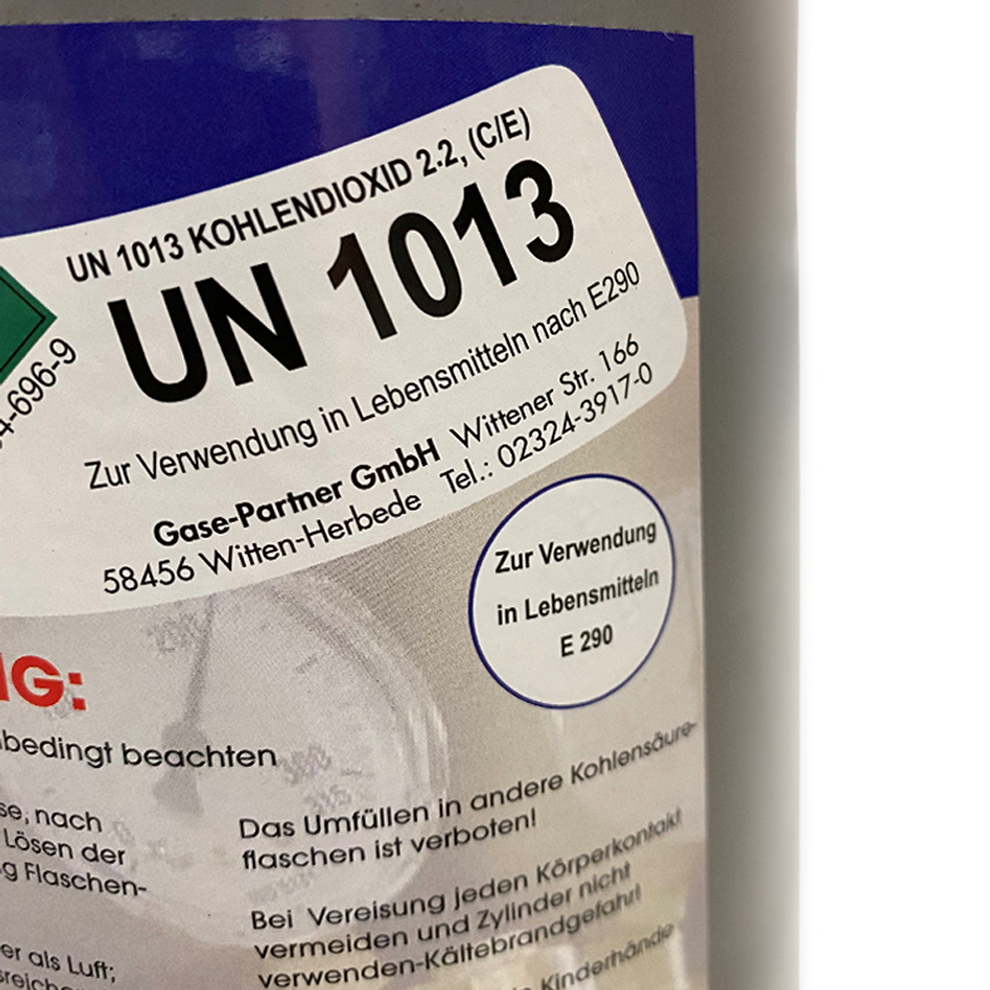 UN 1013 KOHLENDIOXID 2.2, (C/E)
UN 1013
-696-9
Zur Verwendung in Lebensmitteln nach E290
Gase-Partner GmbH Wittener Str. 166
58456 Witten-Herbede Tel.: 02324-3917-0
Zur Verwendung
in Lebensmitteln
E 290
G:
bedingt beachten
se, nach
Lösen der
g Flaschen-
er als Luft;
Das Umfüllen in andere Kohlensäure-
flaschen ist verboten!
Bei Vereisung jeden Körperkontakt
vermeiden und Zylinder nicht
verwenden-Kältebrandgefahr!
Kinderhände